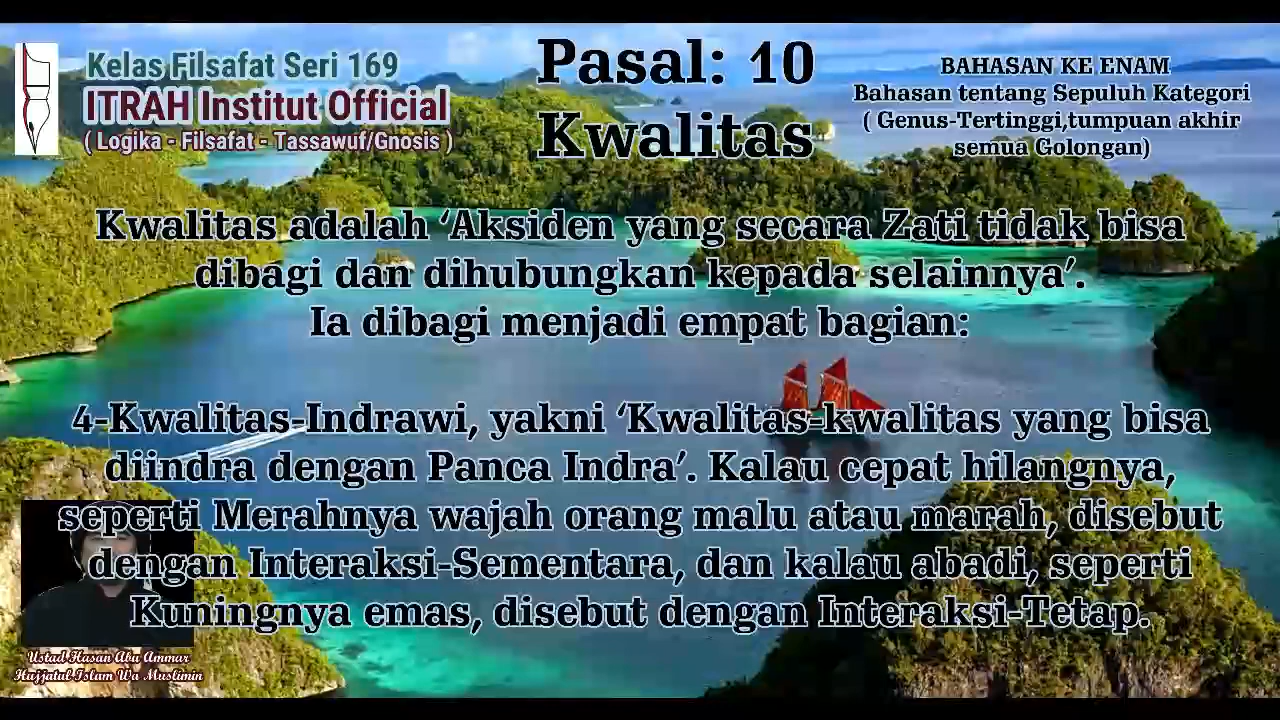 Kelas Filsafat Seri 169
ITRAH Institut Official
( Logika - Filsafat - Tassawuf/Gnosis )
Pasal: 10
Kwalitas
BAHASAN KE ENAM
Bahasan tentang Sepuluh Kategori
( Genus-Tertinggi,tumpuan akhir
semua Golongan)
Kwalitas adalah ‘Aksiden yang secara Zati tidak bisa
dibagi dan dihubungkan kepada selainnya’.
Ia dibagi menjadi empat bagian:
4-Kwalitas-Indrawi, yakni ‘Kwalitas-kwalitas yang bisa
diindra dengan Panca Indra’. Kalau cepat hilangnya,
seperti Merahnya wajah orang malu atau marah, disebut
dengan Interaksi-Sementara, dan kalau abadi, seperti
Kuningnya emas, disebut dengan Interaksi-Tetap.
Ustad Hasan Abu Ammar
Hujjatul Islam Wa Muslimin